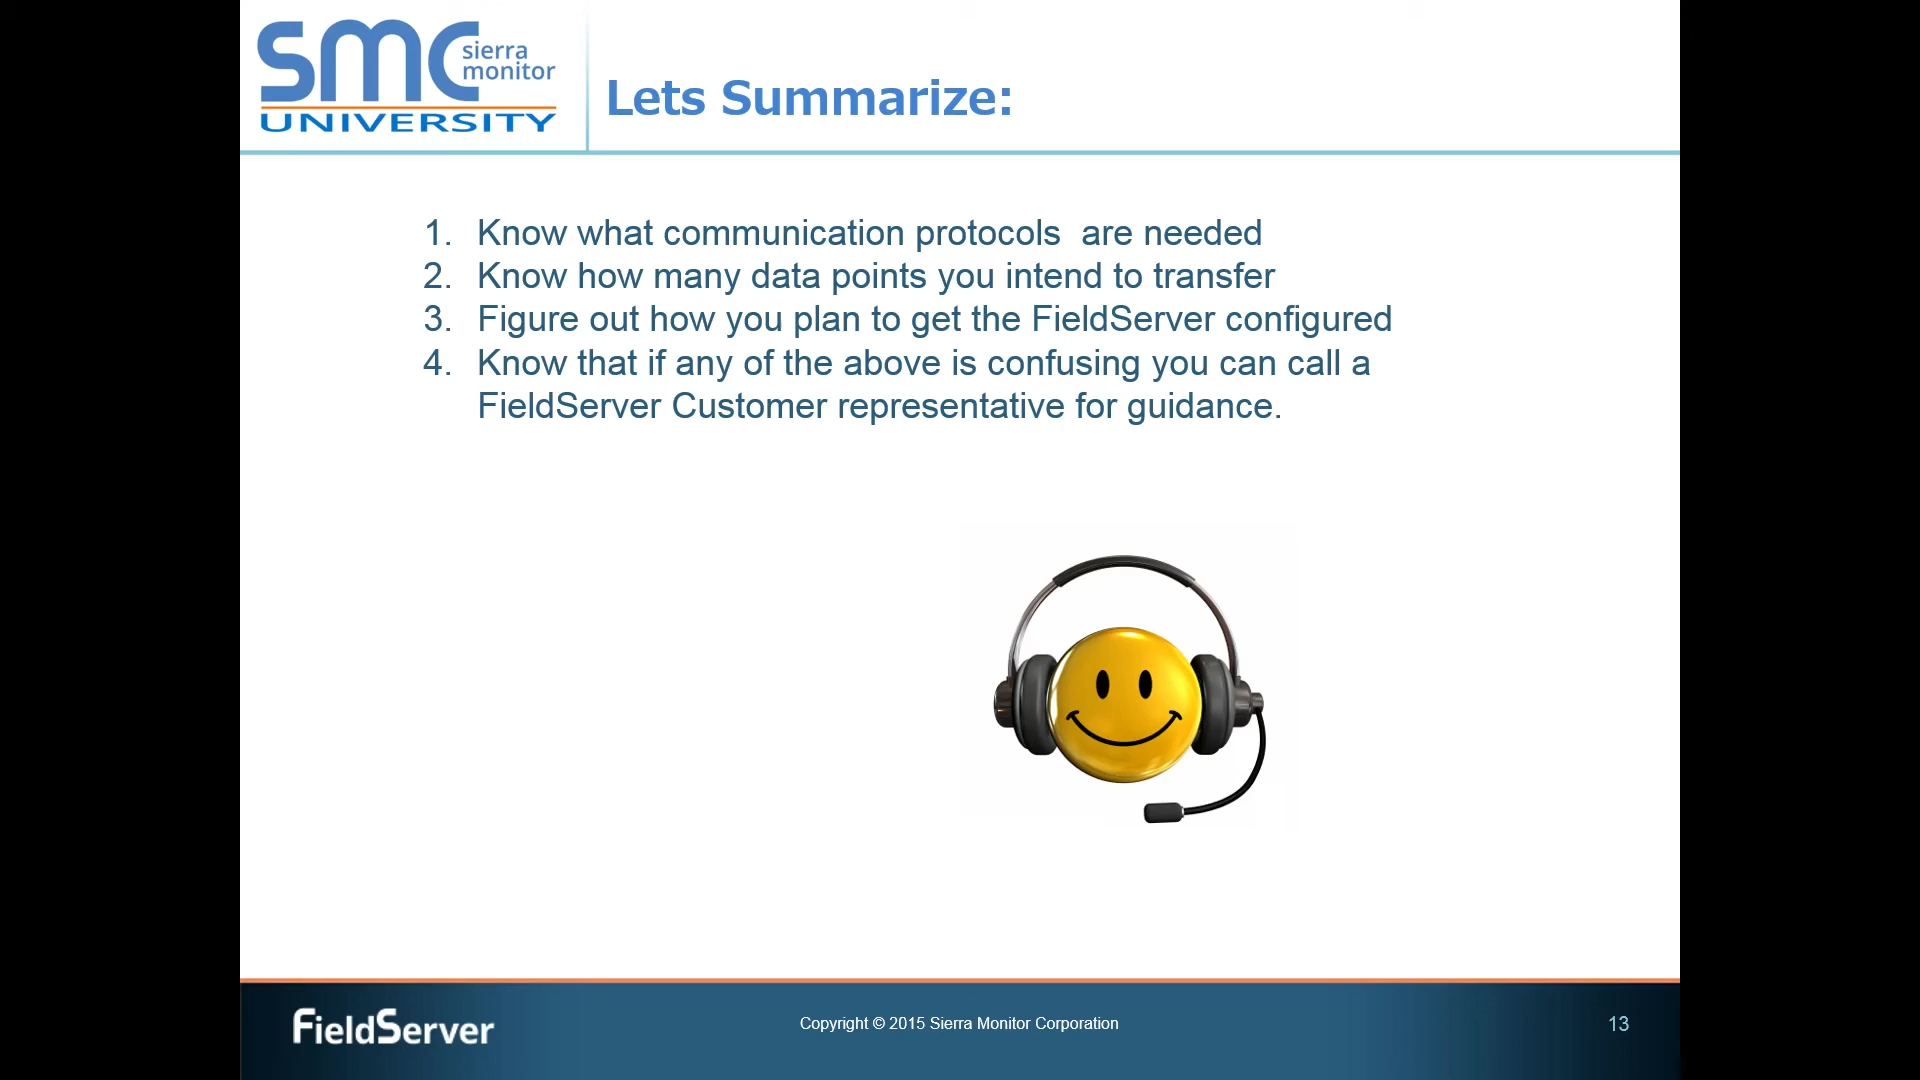 SMC sierra monitor
UNIVERSITY
Lets Summarize:
1. Know what communication protocols  are needed
2. Know how many data points you intend to transfer
3. Figure out how you plan to get the FieldServer configured
4. Know that if any of the above is confusing you can call a
FieldServer Customer representative for guidance.
FieldServer
Copyright © 2015 Sierra Monitor Corporation
13